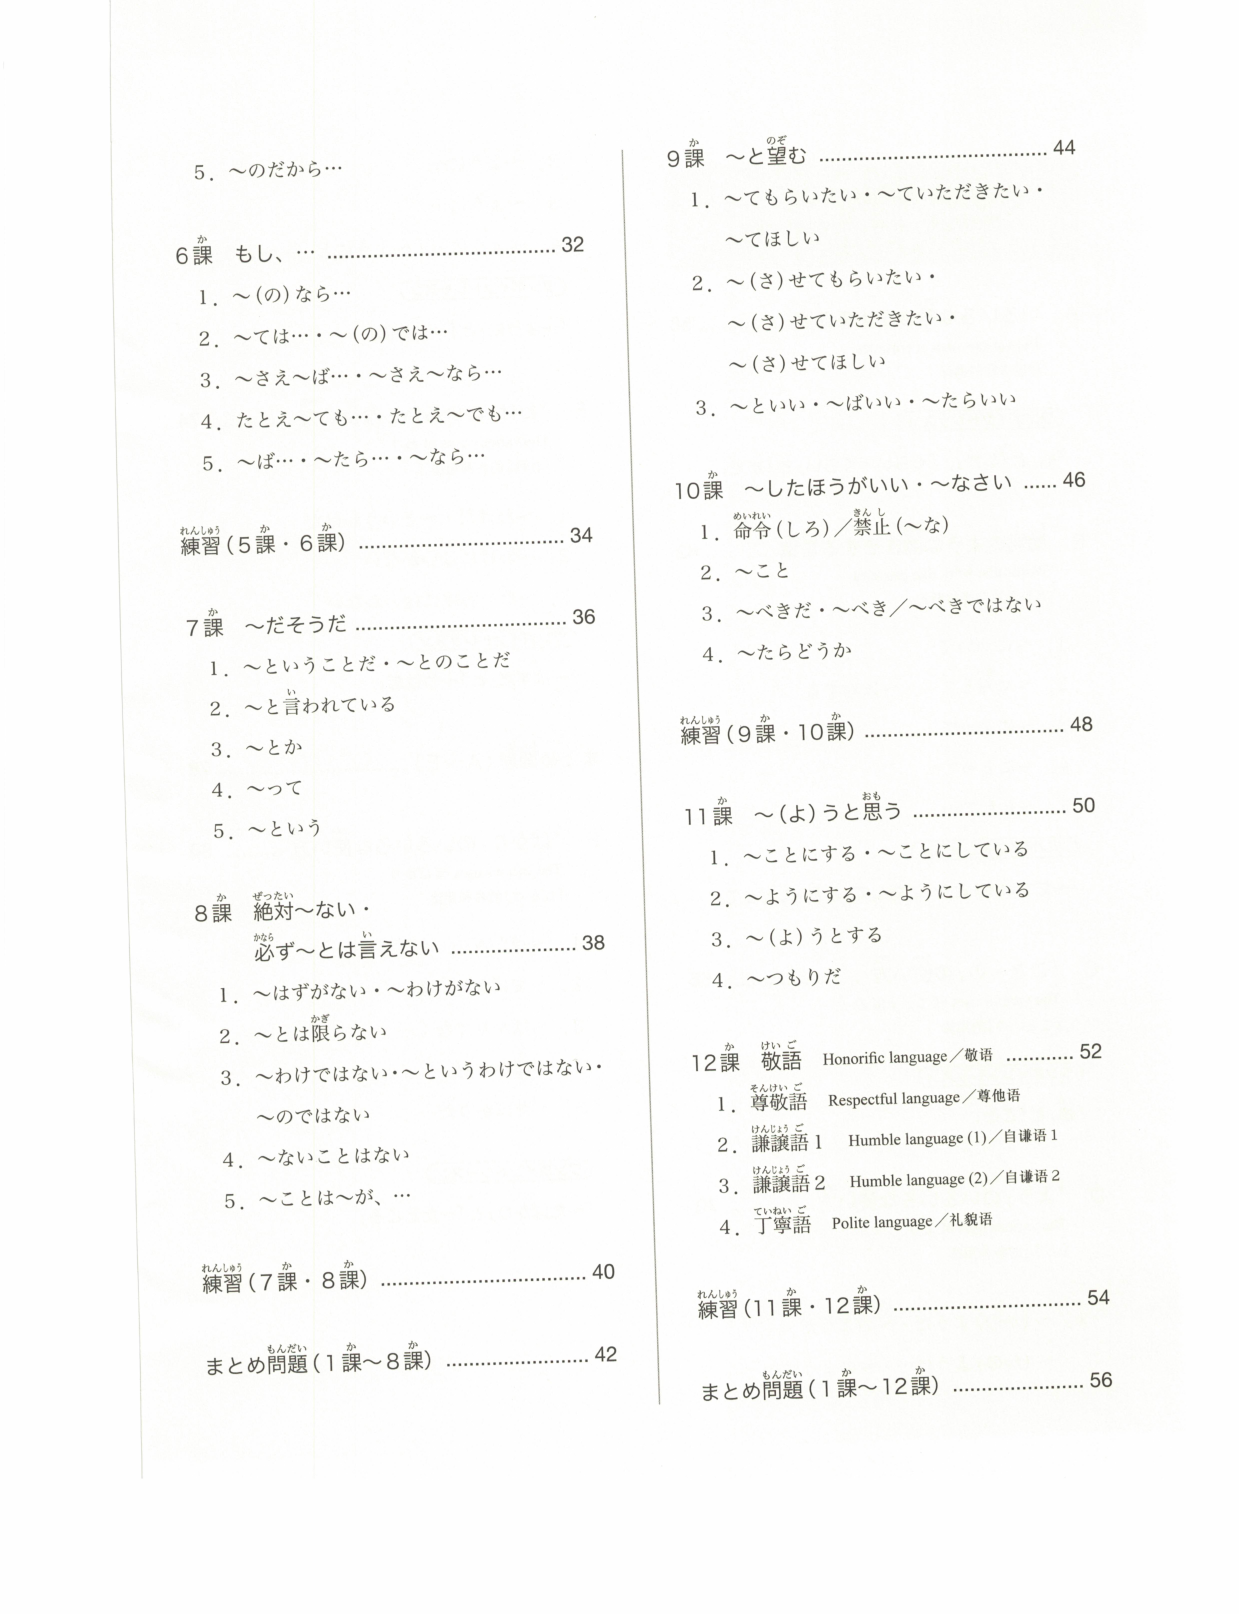 5．～のだから…
6課　もし、… ........................................ 32
1．～(の)なら…
2．～ては…・～(の)では…
3．～さえ～ば…・～さえ～なら…
4．たとえ～ても…・たとえ～でも…
5．～ば…・～たら…・～なら…
練習(5課・6課) .................................... 34
7課　～だそうだ ..................................... 36
1．～ということだ・～とのことだ
2．～と言われている
3．～とか
4．～って
5．～という
8課　絶対～ない・
必ず～とは言えない ...................... 38
1．～はずがない・～わけがない
2．～とは限らない
3．～わけではない・～というわけではない・
～のではない
4．～ないことはない
5．～ことは～が、…
練習(7課・8課) .................................... 40
まとめ問題(1課～8課) ......................... 42
9課　～と望む ........................................ 44
1．～てもらいたい・～ていただきたい・
～てほしい
2．～(さ)せてもらいたい・
～(さ)せていただきたい・
～(さ)せてほしい
3．～といい・～ばいい・～たらいい
10課　～したほうがいい・～なさい ...... 46
1．命令(しろ)／禁止(～な)
2．～こと
3．～べきだ・～べき／～べきではない
4．～たらどうか
練習(9課・10課) ................................... 48
11課　～(よ)うと思う ........................... 50
1．～ことにする・～ことにしている
2．～ようにする・～ようにしている
3．～(よ)うとする
4．～つもりだ
12課　敬語　Honorific language／敬语 ............ 52
1．尊敬語　Respectful language／尊他语
2．謙譲語1　Humble language (1)／自谦语1
3．謙譲語2　Humble language (2)／自谦语2
4．丁寧語　Polite language／礼貌语
練習(11課・12課) ................................. 54
まとめ問題(1課～12課) ....................... 56